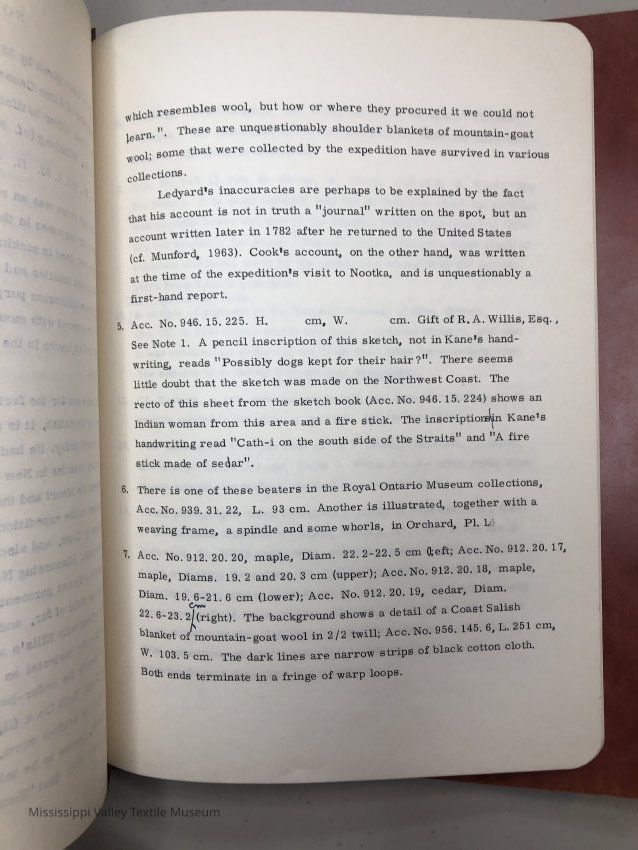 which resembles wool, but how or where they procured it we could not
learn.". These are unquestionably shoulder blankets of mountain-goat
wool; some that were collected by the expedition have survived in various
collections.
Ledyard's inaccuracies are perhaps to be explained by the fact
that his account is not in truth a "journal" written on the spot, but an
account written later in 1782 after he returned to the United States
(cf. Munford, 1963). Cook's account, on the other hand, was written
at the time of the expedition's visit to Nootka, and is unquestionably a
first-hand report.
5. Acc. No. 946.15.225. H. cm, W. cm. Gift of R.A. Willis, Esq.,
See Note 1. A pencil inscription of this sketch, not in Kane's hand-
writing, reads "Possibly dogs kept for their hair?". There seems
little doubt that the sketch was made on the Northwest Coast. The
recto of this sheet from the sketch book (Acc. No. 946.15.224) shows an
Indian woman from this area and a fire stick. The inscriptions in Kane's
handwriting read "Cath-i on the south side of the Straits" and "A fire
stick made of sedar".
6. There is one of these beaters in the Royal Ontario Museum collections,
Acc. No. 939.31.22, L. 93 cm. Another is illustrated, together with a
weaving frame, a spindle and some whorls, in Orchard, Pl. L
7. Acc. No. 912.20.20, maple, Diam. 22.2-22.5 cm (left; Acc. No. 912.20.17,
maple, Diams. 19.2 and 20.3 cm (upper); Acc. No. 912.20.18, maple,
Diam. 19.6-21.6 cm (lower); Acc. No. 912.20.19, cedar, Diam.
22.6-23.2 cm (right). The background shows a detail of a Coast Salish
blanket of mountain-goat wool in 2/2 twill; Acc. No. 956.145.6, L. 251 cm,
W. 103.5 cm. The dark lines are narrow strips of black cotton cloth.
Both ends terminate in a fringe of warp loops.
Mississippi Valley Textile Museum